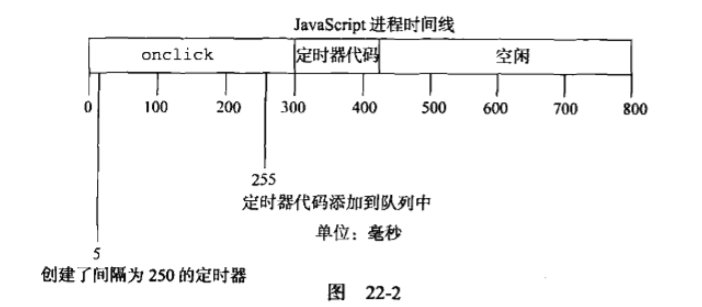 JavaScript 进程时间线
onclick 定时器代码 空闲
0 100 200 300 400 500 600 700 800
255
定时器代码添加到队列中
单位：毫秒
5
创建了间隔为 250 的定时器
图 22-2